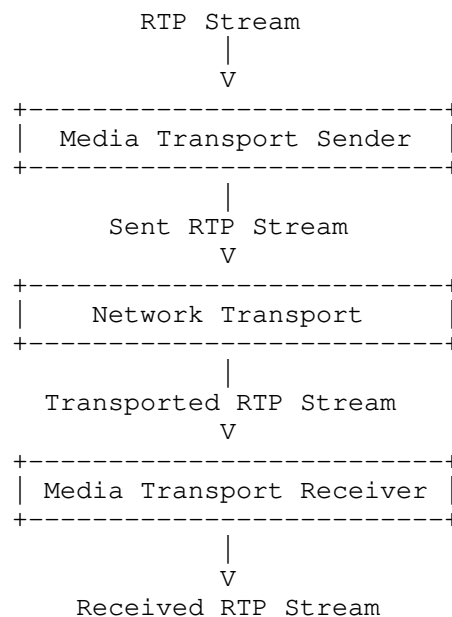 RTP Stream
|
V
+---------------------------+
| Media Transport Sender |
+---------------------------+
|
Sent RTP Stream
V
+---------------------------+
| Network Transport |
+---------------------------+
|
Transported RTP Stream
V
+---------------------------+
| Media Transport Receiver |
+---------------------------+
|
V
Received RTP Stream